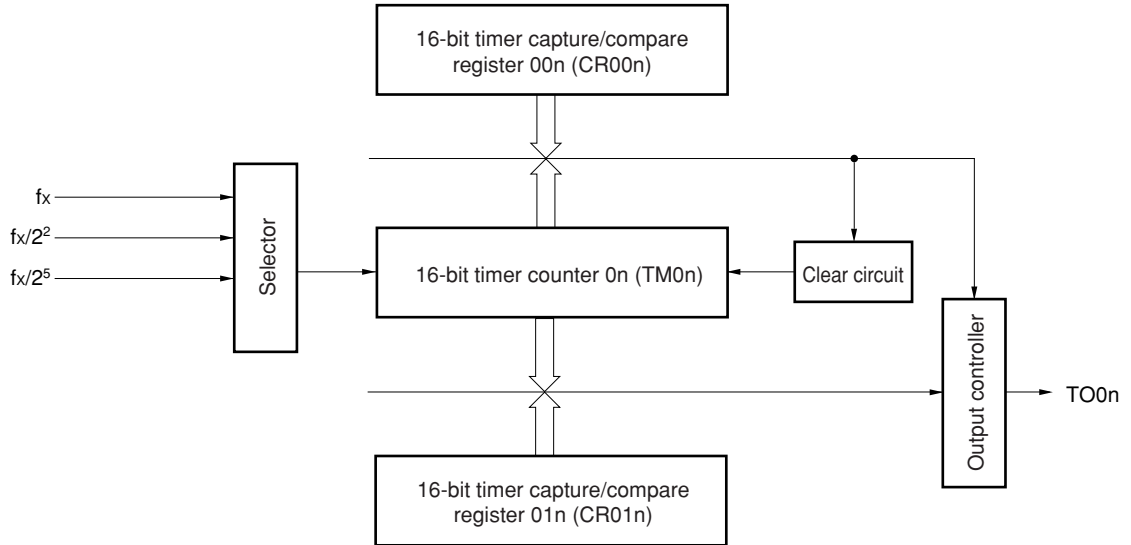 16-bit timer capture/compare
register 00n (CR00n)
fx
fx/2²
fx/2⁵
Selector
16-bit timer counter 0n (TM0n)
Clear circuit
Output controller
TO0n
16-bit timer capture/compare
register 01n (CR01n)